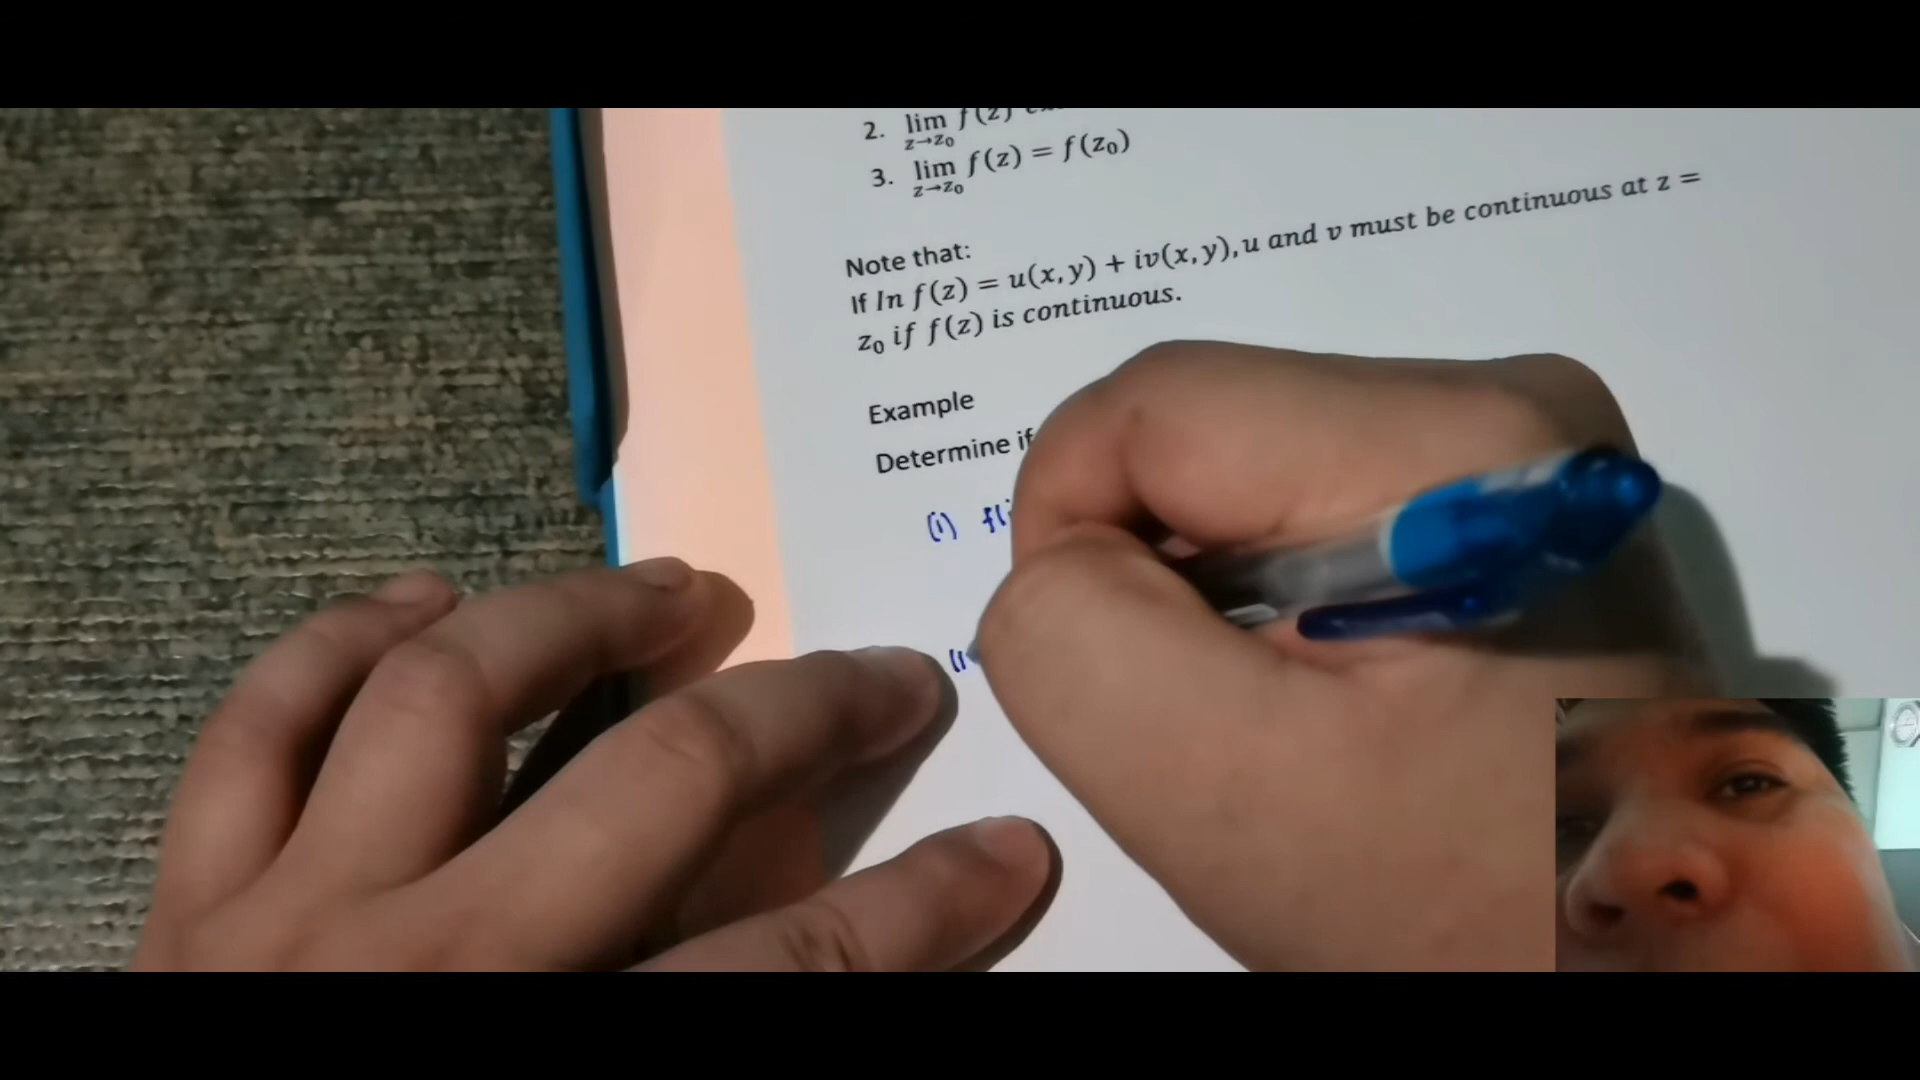 2. lim z→z₀ f(z)
3. lim z→z₀ f(z) = f(z₀)
Note that:
If In f(z) = u(x,y) + iv(x,y), u and v must be continuous at z =
z₀ if f(z) is continuous.
Example
Determine if
(i) f(